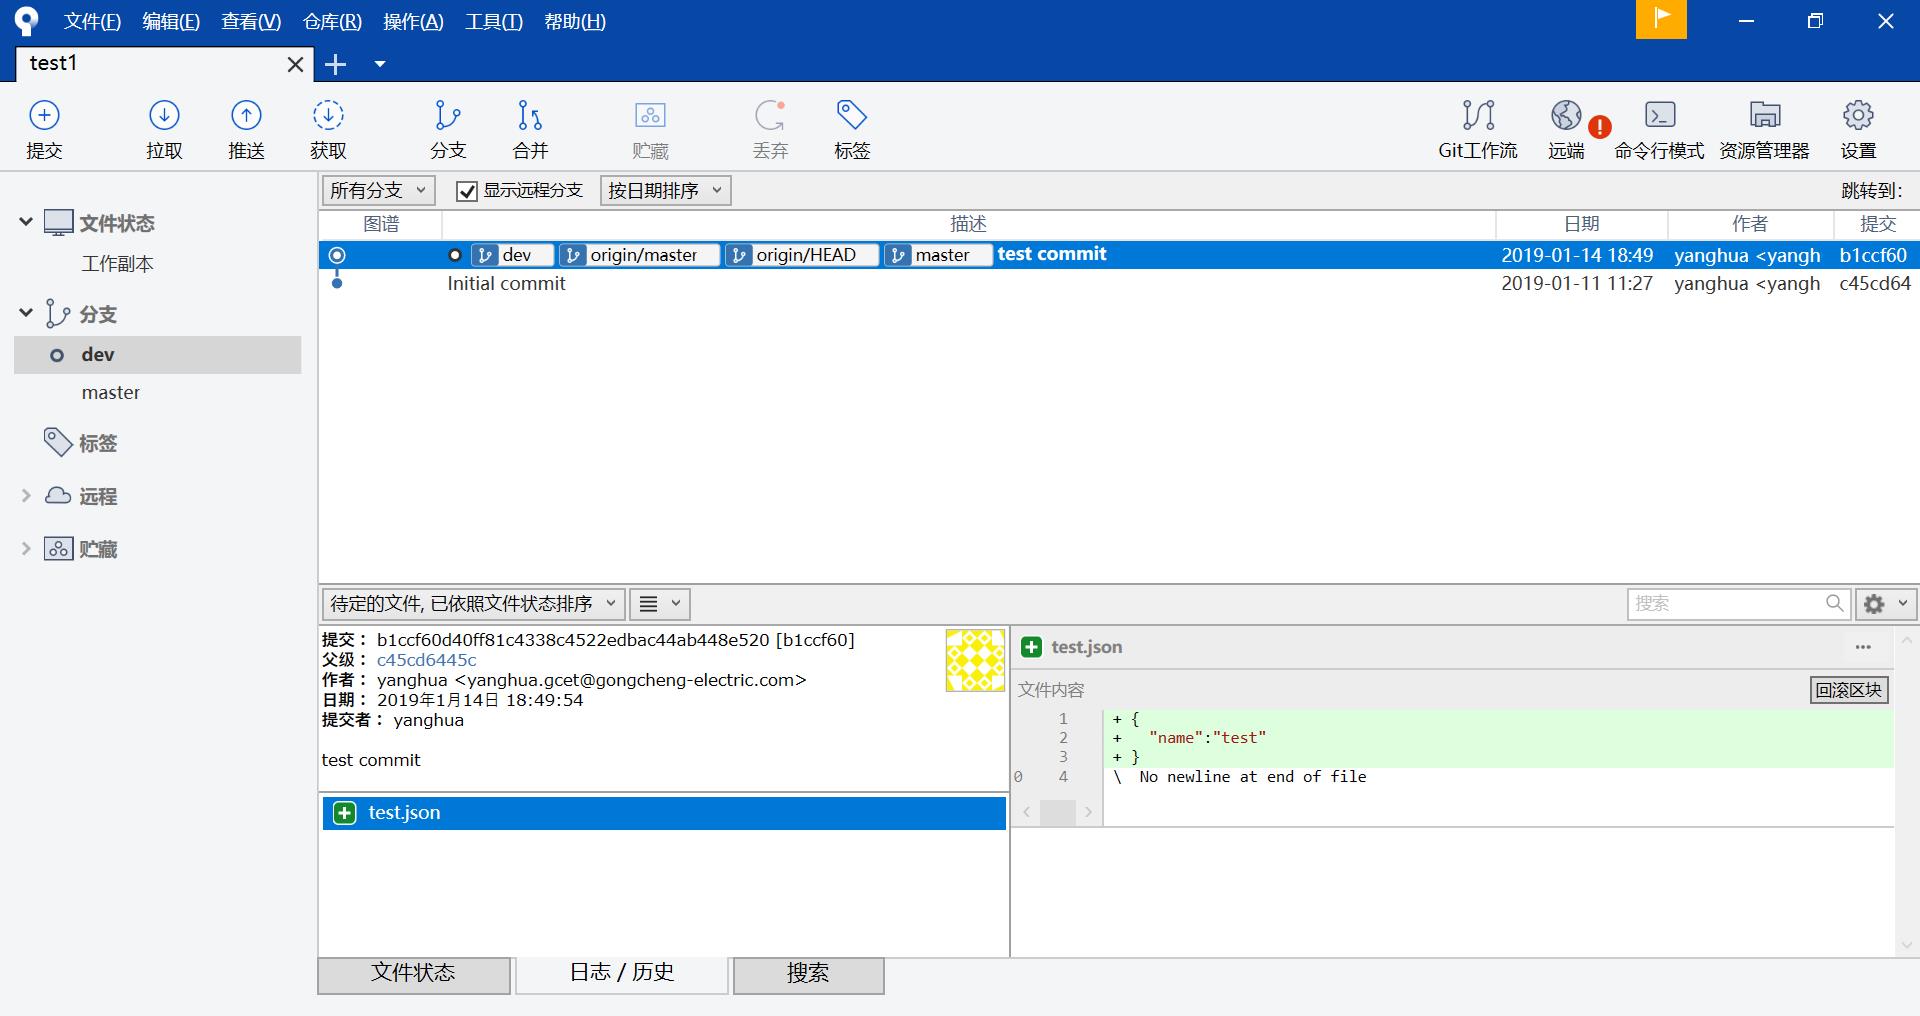 文件(F) 编辑(E) 查看(V) 仓库(R) 操作(A) 工具(T) 帮助(H)
test1
提交 拉取 推送 获取 分支 合并 贮藏 丢弃 标签 Git工作流 远端 命令行模式 资源管理器 设置
所有分支 显示远程分支 按日期排序 跳转到:
图谱 描述 日期 作者 提交
dev origin/master origin/HEAD master test commit 2019-01-14 18:49 yanghua <yangh b1ccf60
Initial commit 2019-01-11 11:27 yanghua <yangh c45cd64
文件状态
工作副本
分支
dev
master
标签
远程
贮藏
待定的文件, 已依照文件状态排序 搜索
提交： b1ccf60d40ff81c4338c4522edbac44ab448e520 [b1ccf60]
父级： c45cd6445c
作者： yanghua <yanghua.gcet@gongcheng-electric.com>
日期： 2019年1月14日 18:49:54
提交者： yanghua
test commit
test.json
test.json ···
文件内容 回滚区块
1 + {
2 + "name":"test"
3 + }
0 4 \ No newline at end of file
文件状态 日志 / 历史 搜索